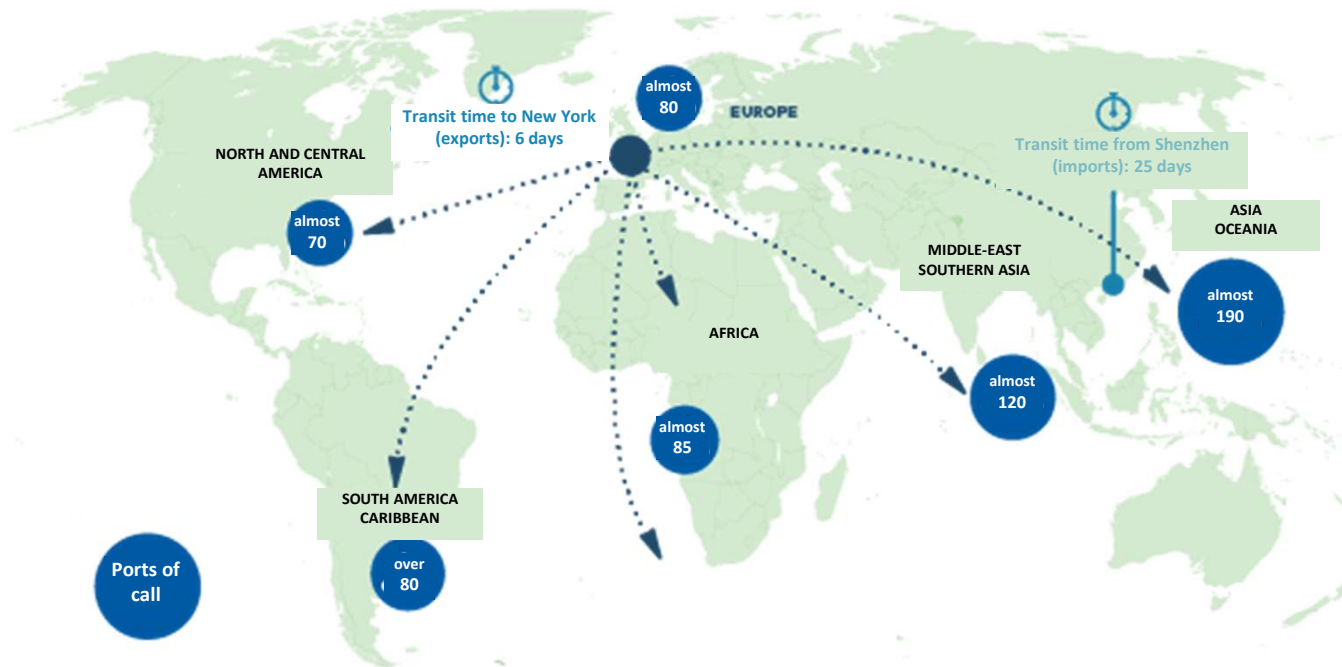 almost
80
EUROPE
Transit time to New York
(exports): 6 days
Transit time from Shenzhen
(imports): 25 days
NORTH AND CENTRAL
AMERICA
almost
70
ASIA
OCEANIA
MIDDLE-EAST
SOUTHERN ASIA
almost
190
AFRICA
almost
120
almost
85
SOUTH AMERICA
CARIBBEAN
over
80
Ports of
call